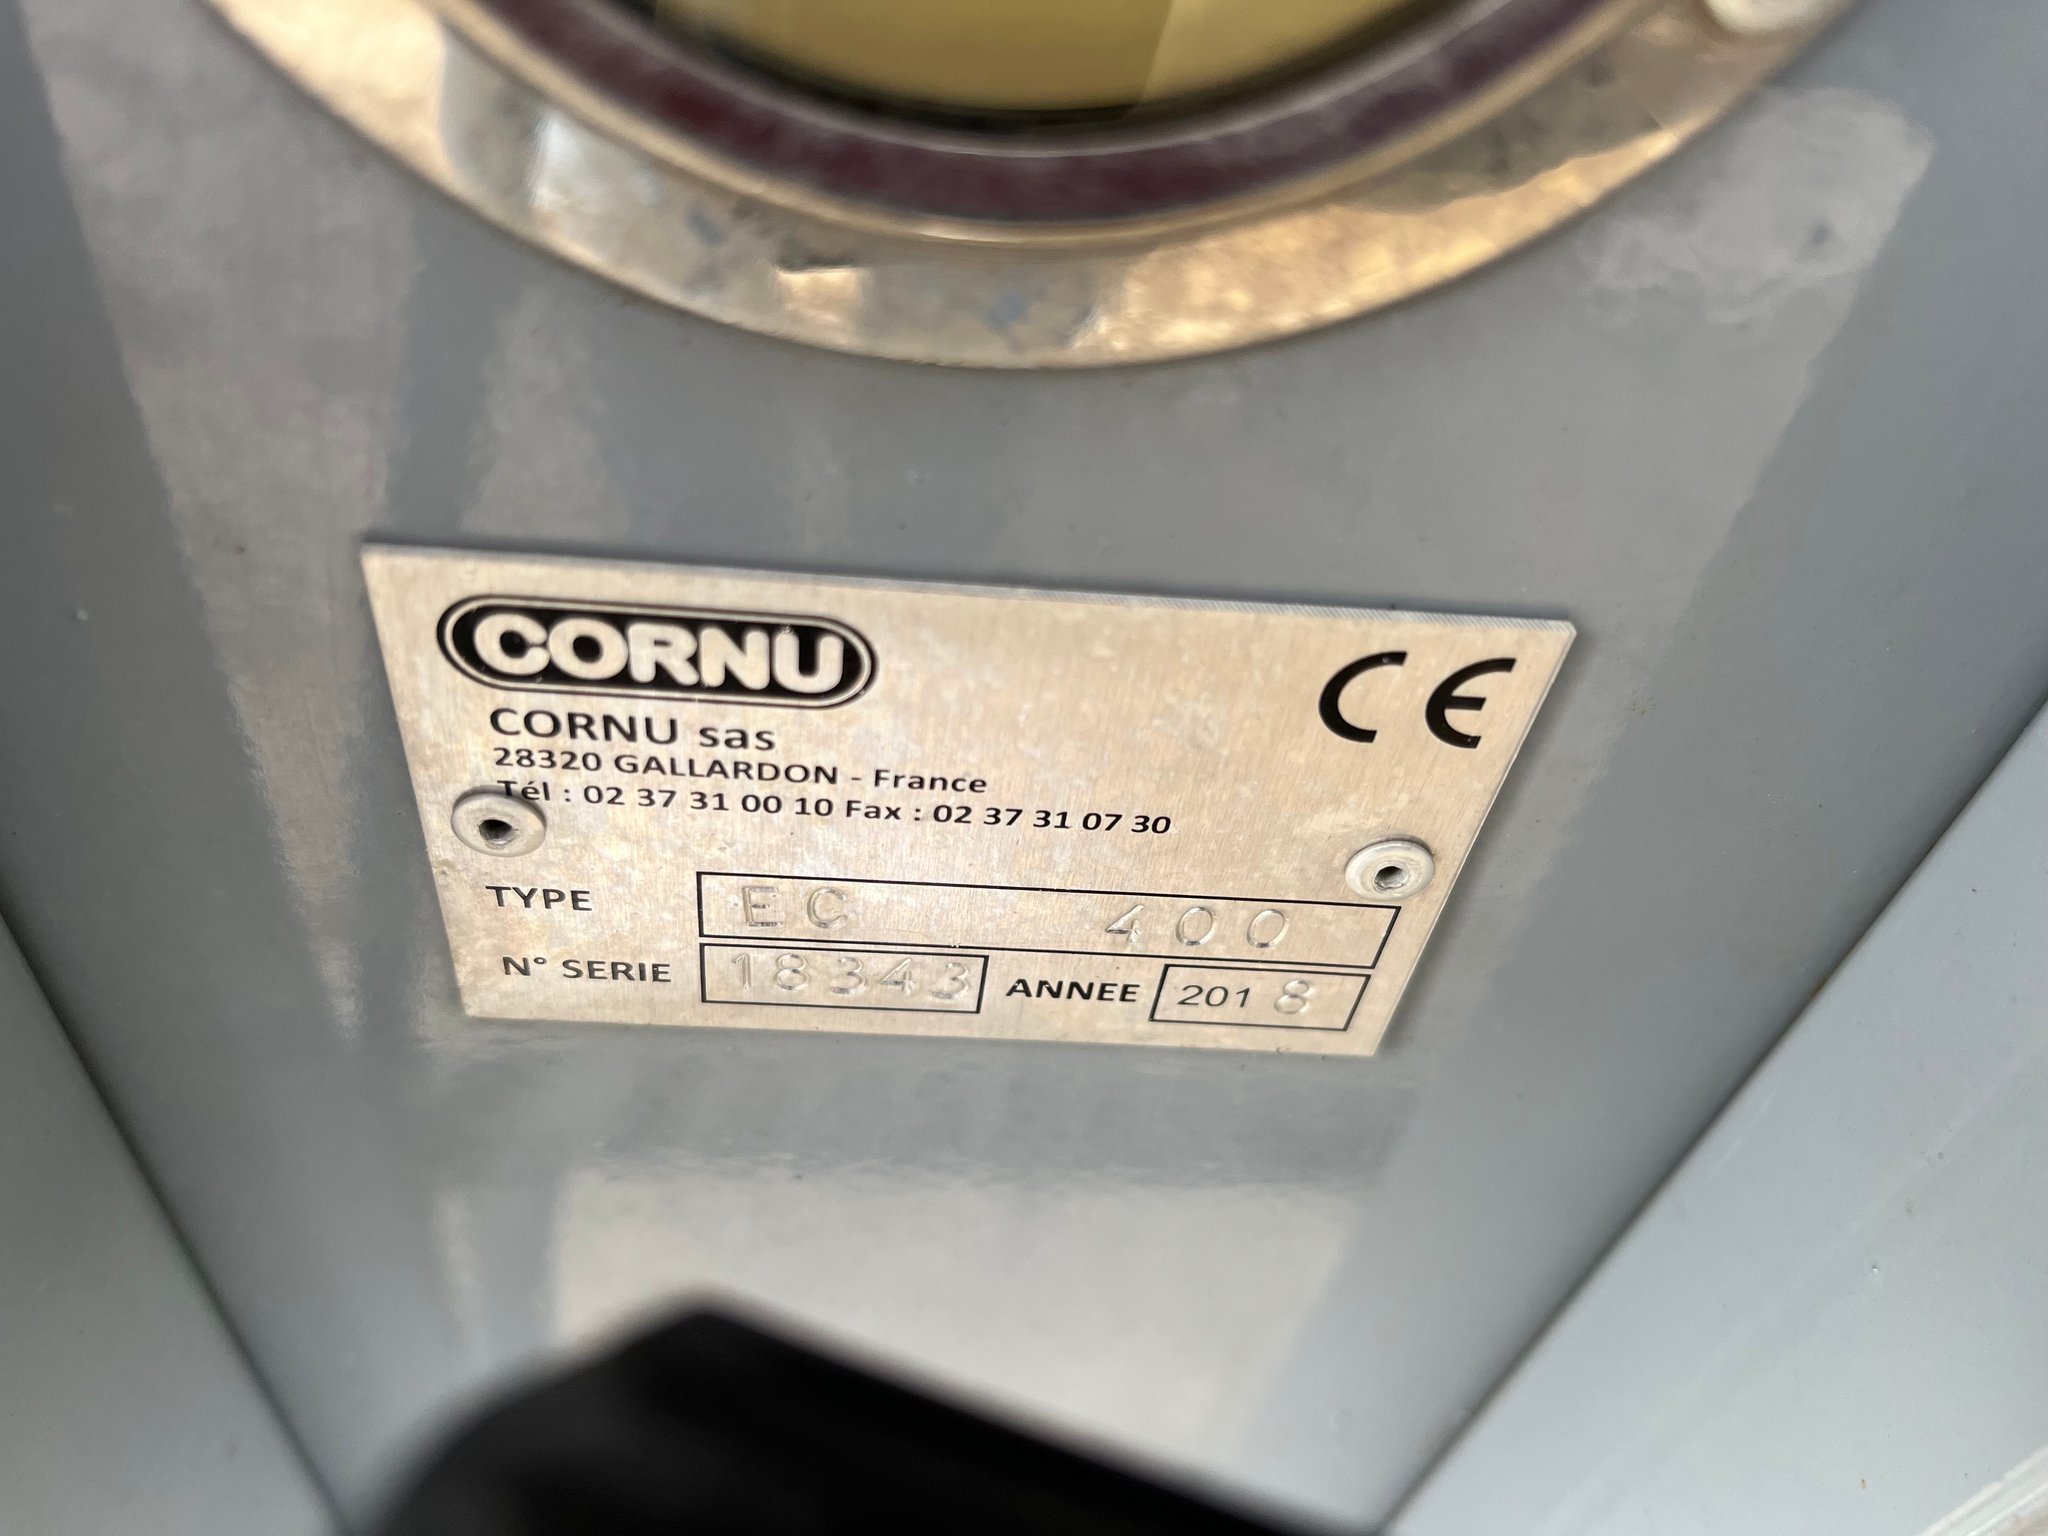 CORNU
CE
CORNU sas
28320 GALLARDON - France
Tél : 02 37 31 00 10 Fax : 02 37 31 07 30
TYPE EC 400
N° SERIE 18343 ANNEE 2018